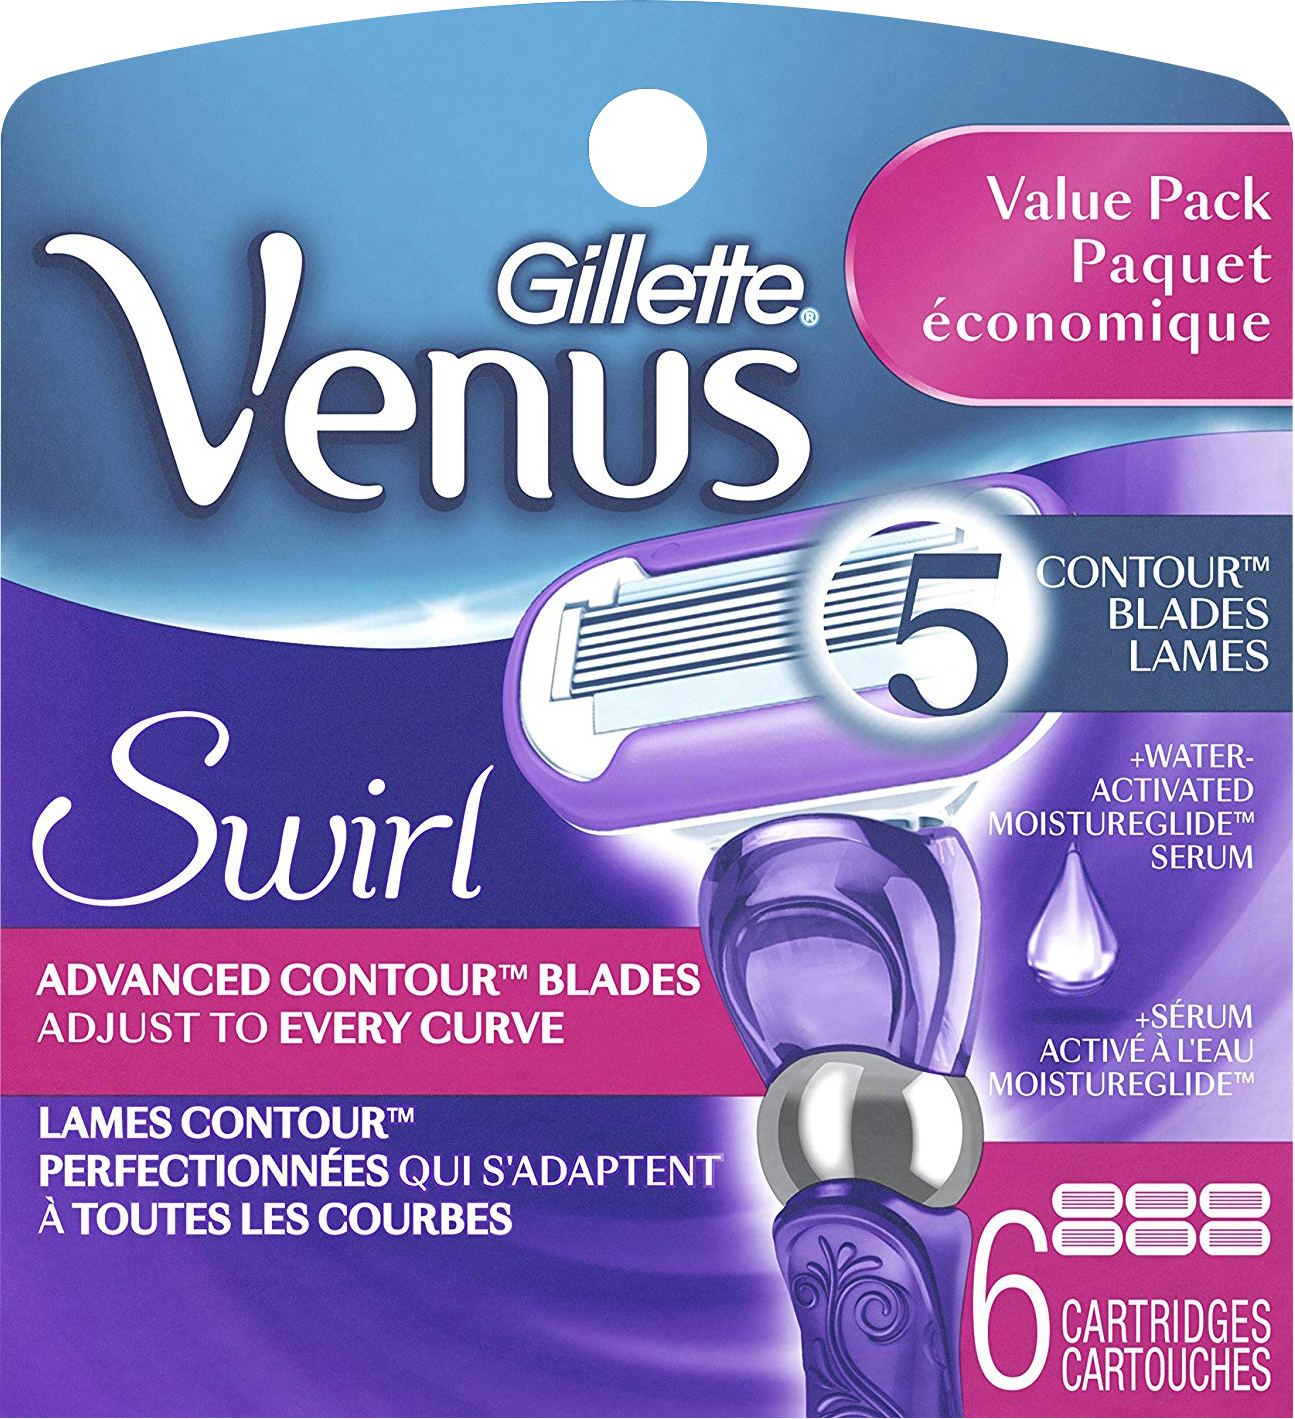 Value Pack
Paquet
économique
Gillette®
Venus
5
CONTOUR™
BLADES
LAMES
Swirl
+WATER-
ACTIVATED
MOISTUREGLIDE™
SERUM
ADVANCED CONTOUR™ BLADES
ADJUST TO EVERY CURVE
+SÉRUM
ACTIVÉ À L'EAU
MOISTUREGLIDE™
LAMES CONTOUR™
PERFECTIONNÉES QUI S'ADAPTENT
À TOUTES LES COURBES
6
CARTRIDGES
CARTOUCHES